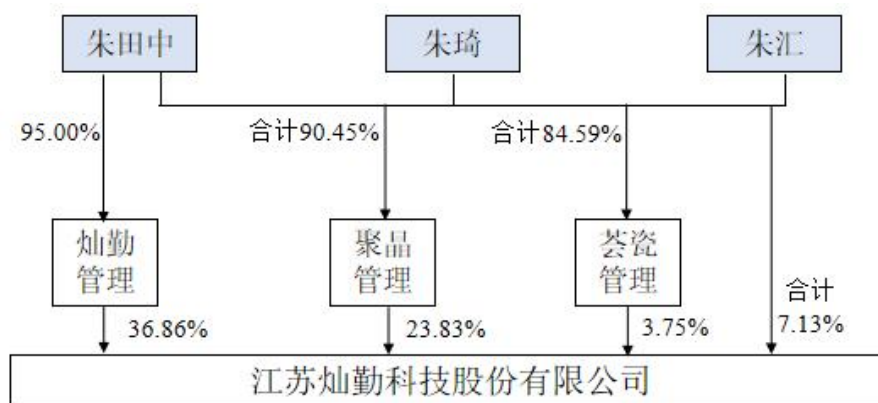 朱田中
朱琦
朱汇
95.00%
合计90.45%
合计84.59%
灿勤
管理
聚晶
管理
荟瓷
管理
合计
7.13%
36.86%
23.83%
3.75%
江苏灿勤科技股份有限公司